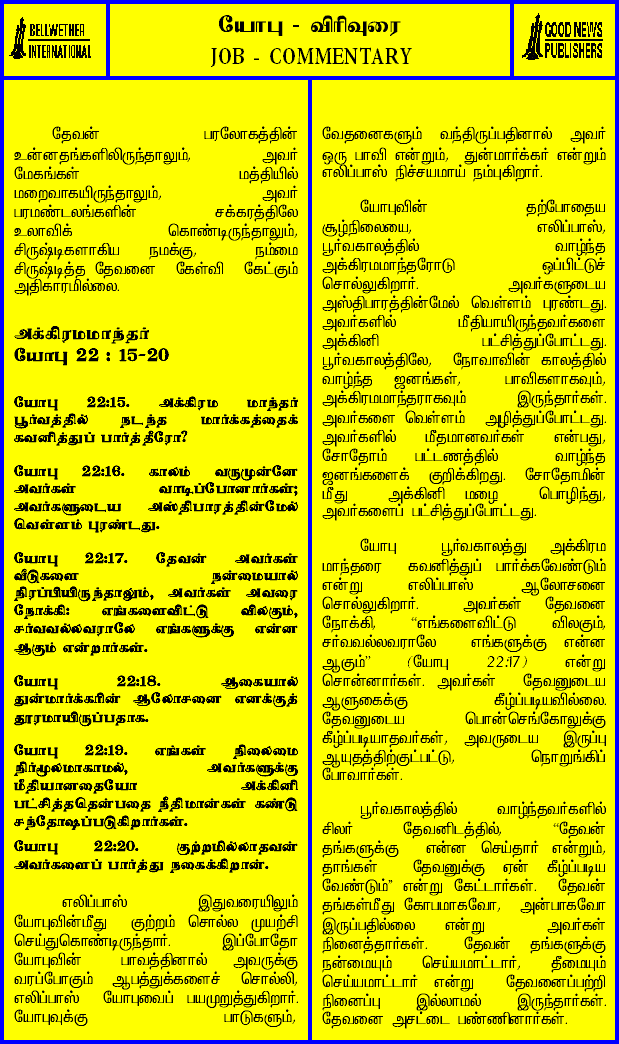 BELLWETHER
INTERNATIONAL
யோபு - விரிவுரை
JOB - COMMENTARY
GOOD NEWS
PUBLISHERS
தேவன் பரலோகத்தின்
உன்னதங்களிலிருந்தாலும், அவர்
மேகங்கள் மத்தியில்
மறைவாகயிருந்தாலும், அவர்
பரமண்டலங்களின் சக்கரத்திலே
உலாவிக் கொண்டிருந்தாலும்,
சிருஷ்டிகளாகிய நமக்கு, நம்மை
சிருஷ்டித்த தேவனை கேள்வி கேட்கும்
அதிகாரமில்லை.
அக்கிரமமாந்தர்
யோபு 22 : 15-20
யோபு 22:15. அக்கிரம மாந்தர்
பூர்வத்தில் நடந்த மார்க்கத்தைக்
கவனித்துப் பார்த்தீரோ?
யோபு 22:16. காலம் வருமுன்னே
அவர்கள் வாடிப்போனார்கள்;
அவர்களுடைய அஸ்திபாரத்தின்மேல்
வெள்ளம் புரண்டது.
யோபு 22:17. தேவன் அவர்கள்
வீடுகளை நன்மையால்
நிரப்பியிருந்தாலும், அவர்கள் அவரை
நோக்கி: எங்களைவிட்டு விலகும்,
சர்வவல்லவராலே எங்களுக்கு என்ன
ஆகும் என்றார்கள்.
யோபு 22:18. ஆகையால்
துன்மார்க்கரின் ஆலோசனை எனக்குத்
தூரமாயிருப்பதாக.
யோபு 22:19. எங்கள் நிலைமை
நிர்மூலமாகாமல், அவர்களுக்கு
மீதியானதையோ அக்கினி
பட்சித்ததென்பதை நீதிமான்கள் கண்டு
சந்தோஷப்படுகிறார்கள்.
யோபு 22:20. குற்றமில்லாதவன்
அவர்களைப் பார்த்து நகைக்கிறான்.
எலிப்பாஸ் இதுவரையிலும்
யோபுவின்மீது குற்றம் சொல்ல முயற்சி
செய்துகொண்டிருந்தார். இப்போதோ
யோபுவின் பாவத்தினால் அவருக்கு
வரப்போகும் ஆபத்துக்களைச் சொல்லி,
எலிப்பாஸ் யோபுவைப் பயமுறுத்துகிறார்.
யோபுவுக்கு பாடுகளும்,
வேதனைகளும் வந்திருப்பதினால் அவர்
ஒரு பாவி என்றும், துன்மார்க்கர் என்றும்
எலிப்பாஸ் நிச்சயமாய் நம்புகிறார்.
யோபுவின் தற்போதைய
சூழ்நிலையை, எலிப்பாஸ்,
பூர்வகாலத்தில் வாழ்ந்த
அக்கிரமமாந்தரோடு ஒப்பிட்டுச்
சொல்லுகிறார். அவர்களுடைய
அஸ்திபாரத்தின்மேல் வெள்ளம் புரண்டது.
அவர்களில் மீதியாயிருந்தவர்களை
அக்கினி பட்சித்துப்போட்டது.
பூர்வகாலத்திலே, நோவாவின் காலத்தில்
வாழ்ந்த ஜனங்கள், பாவிகளாகவும்,
அக்கிரமமாந்தராகவும் இருந்தார்கள்.
அவர்களை வெள்ளம் அழித்துப்போட்டது.
அவர்களில் மீதமானவர்கள் என்பது,
சோதோம் பட்டணத்தில் வாழ்ந்த
ஜனங்களைக் குறிக்கிறது. சோதோமின்
மீது அக்கினி மழை பொழிந்து,
அவர்களைப் பட்சித்துப்போட்டது.
யோபு பூர்வகாலத்து அக்கிரம
மாந்தரை கவனித்துப் பார்க்கவேண்டும்
என்று எலிப்பாஸ் ஆலோசனை
சொல்லுகிறார். அவர்கள் தேவனை
நோக்கி, “எங்களைவிட்டு விலகும்,
சர்வவல்லவராலே எங்களுக்கு என்ன
ஆகும்” (யோபு 22:17) என்று
சொன்னார்கள். அவர்கள் தேவனுடைய
ஆளுகைக்கு கீழ்ப்படியவில்லை.
தேவனுடைய பொன்செங்கோலுக்கு
கீழ்ப்படியாதவர்கள், அவருடைய இருப்பு
ஆயுதத்திற்குட்பட்டு, நொறுங்கிப்
போவார்கள்.
பூர்வகாலத்தில் வாழ்ந்தவர்களில்
சிலர் தேவனிடத்தில், “தேவன்
தங்களுக்கு என்ன செய்தார் என்றும்,
தாங்கள் தேவனுக்கு ஏன் கீழ்ப்படிய
வேண்டும்” என்று கேட்டார்கள். தேவன்
தங்கள்மீது கோபமாகவோ, அன்பாகவோ
இருப்பதில்லை என்று அவர்கள்
நினைத்தார்கள். தேவன் தங்களுக்கு
நன்மையும் செய்யமாட்டார், தீமையும்
செய்யமாட்டார் என்று தேவனைப்பற்றி
நினைப்பு இல்லாமல் இருந்தார்கள்.
தேவனை அசட்டை பண்ணினார்கள்.